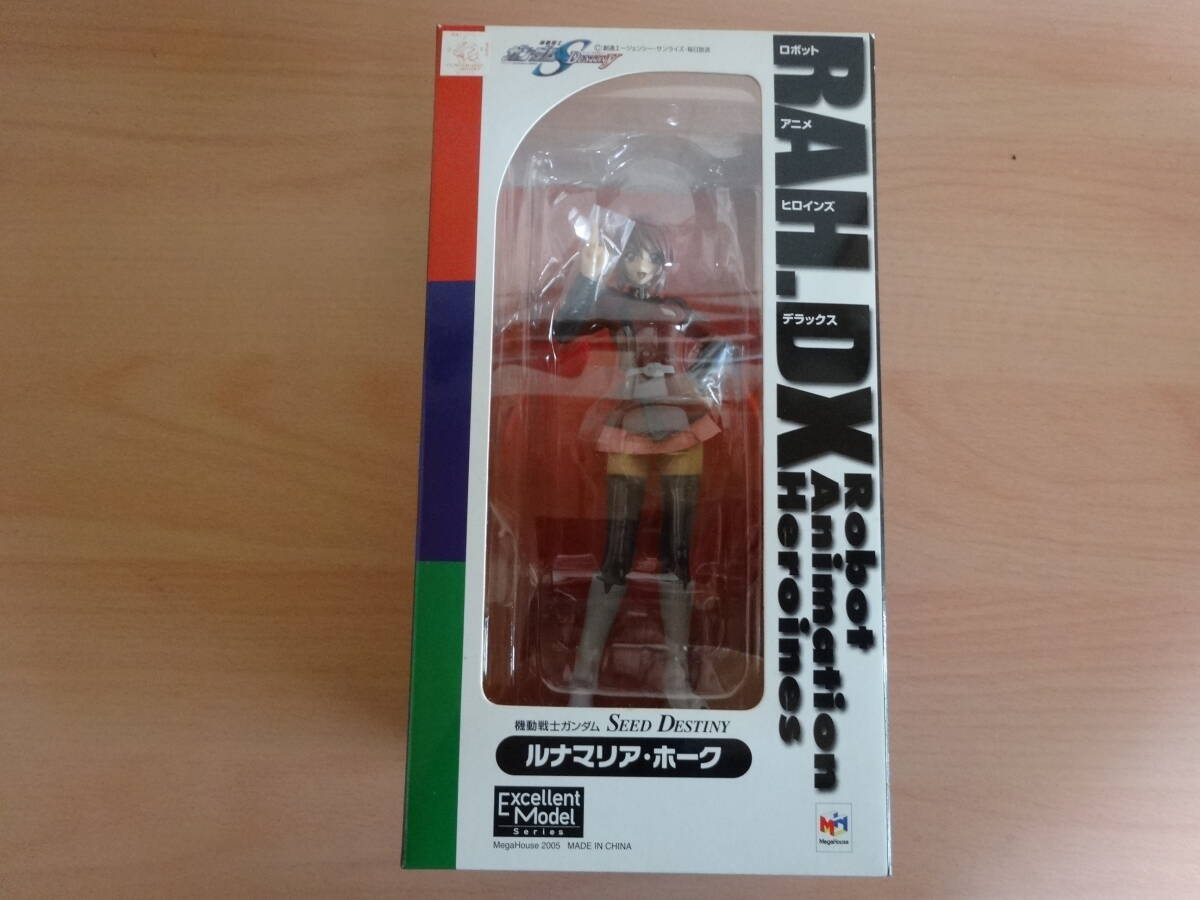 機動戦士
ガンダムSEED DESTINY
©創通エージェンシー・サンライズ・毎日放送
RAH.DX
ロボット
アニメ
ヒロインズ
デラックス
Robot
Animation
Heroines
機動戦士ガンダム SEED DESTINY
ルナマリア・ホーク
Excellent
Model
Series
MegaHouse 2005 MADE IN CHINA
MegaHouse